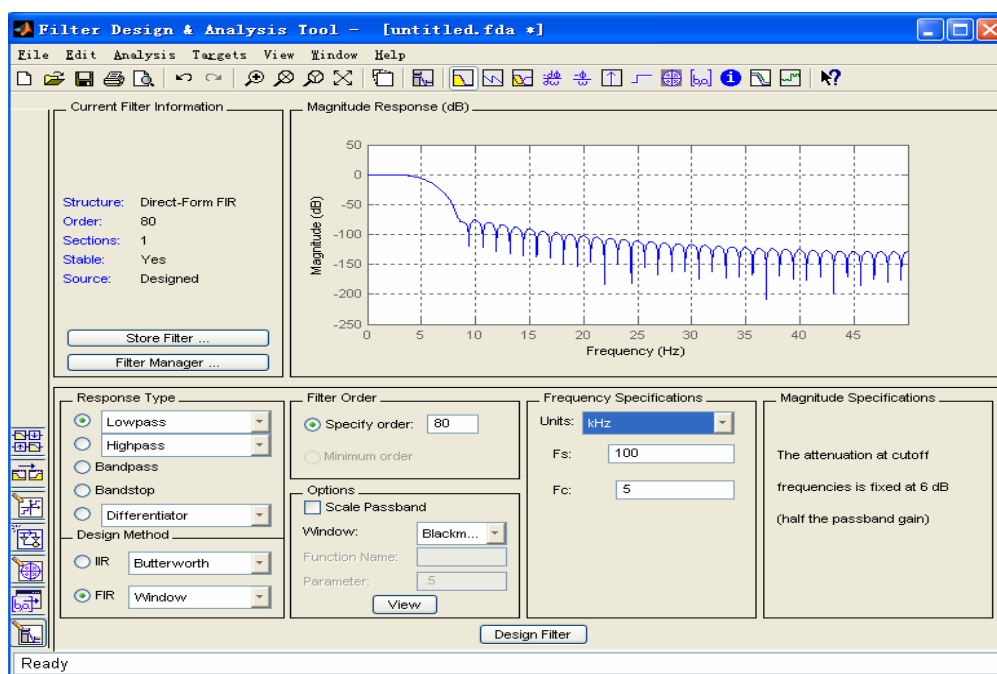 Filter Design & Analysis Tool - [untitled.fda *]
File Edit Analysis Targets View Window Help
Current Filter Information
Structure: Direct-Form FIR
Order: 80
Sections: 1
Stable: Yes
Source: Designed
Store Filter ...
Filter Manager ...
Magnitude Response (dB)
Magnitude (dB)
50
0
-50
-100
-150
-200
-250
0 5 10 15 20 25 30 35 40 45
Frequency (Hz)
Response Type
Lowpass
Highpass
Bandpass
Bandstop
Differentiator
Design Method
IIR Butterworth
FIR Window
Filter Order
Specify order: 80
Minimum order
Options
Scale Passband
Window: Blackm...
Function Name:
Parameter: .5
View
Frequency Specifications
Units: kHz
Fs: 100
Fc: 5
Magnitude Specifications
The attenuation at cutoff
frequencies is fixed at 6 dB
(half the passband gain)
Design Filter
Ready